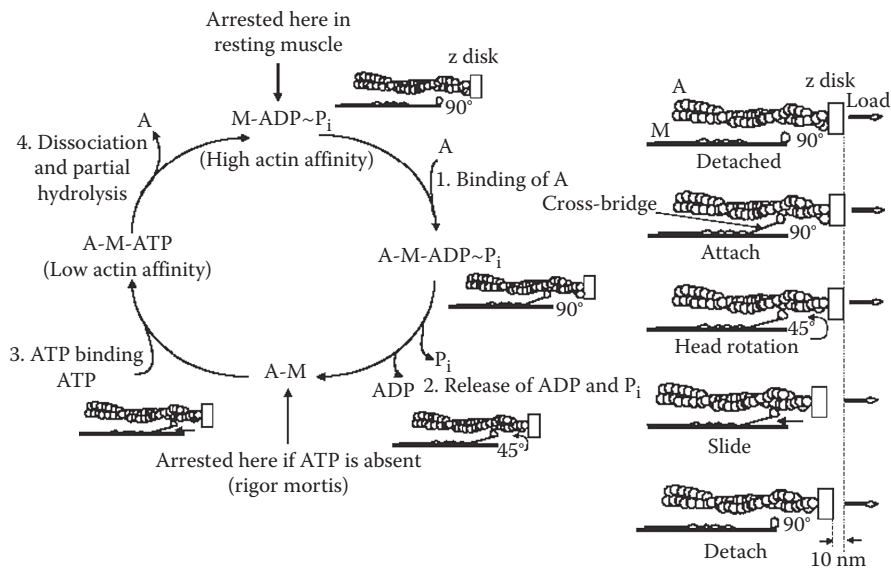 Arrested here in
resting muscle
z disk
90°
M-ADP~Pi
(High actin affinity)
A
4. Dissociation
and partial
hydrolysis
A
1. Binding of A
A-M-ATP
(Low actin affinity)
A-M-ADP~Pi
90°
3. ATP binding
ATP
A-M
Pi
ADP
2. Release of ADP and Pi
45°
Arrested here if ATP is absent
(rigor mortis)
z disk
A
Load
M
90°
Detached
Cross-bridge
90°
Attach
45°
Head rotation
Slide
90°
Detach
10 nm